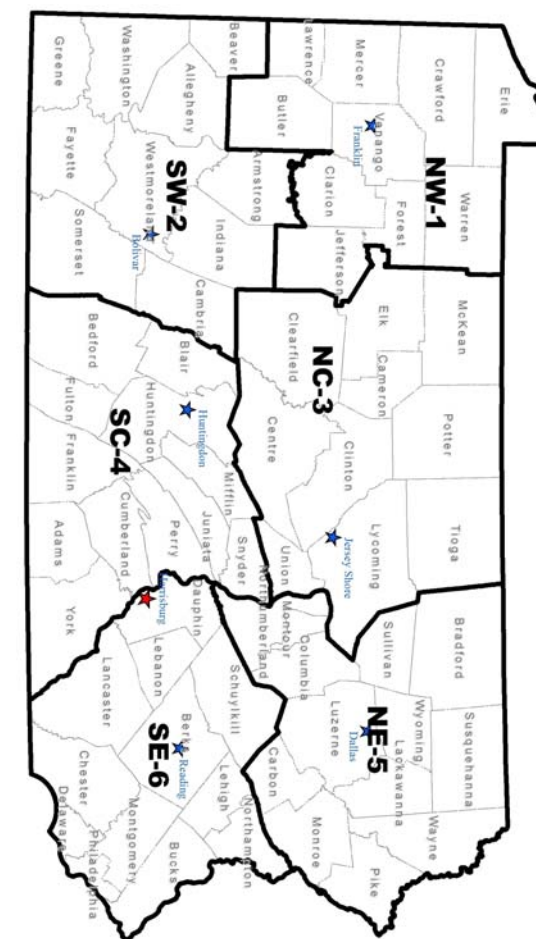 Erie
Crawford
Warren
Mercer
Vanango
Franklin
Forest
NW-1
Lawrence
Butler
Clarion
Jefferson
Beaver
Allegheny
Armstrong
Indiana
Washington
Westmoreland
SW-2
Bolivar
Cambria
Greene
Fayette
Somerset
McKean
Potter
Tioga
Elk
Cameron
Clinton
Lycoming
Jersey Shore
NC-3
Clearfield
Centre
Union
Blair
Huntingdon
Huntingdon
Mifflin
Snyder
Juniata
Perry
SC-4
Bedford
Fulton
Franklin
Cumberland
Adams
York
Bradford
Susquehanna
Sullivan
Wyoming
Lackawanna
Wayne
NE-5
Dallas
Luzerne
Pike
Columbia
Montour
Northumberland
Carbon
Monroe
Dauphin
Harrisburg
Lebanon
Schuylkill
Berks
Reading
Lehigh
Northampton
SE-6
Lancaster
Chester
Montgomery
Bucks
Delaware
Philadelphia